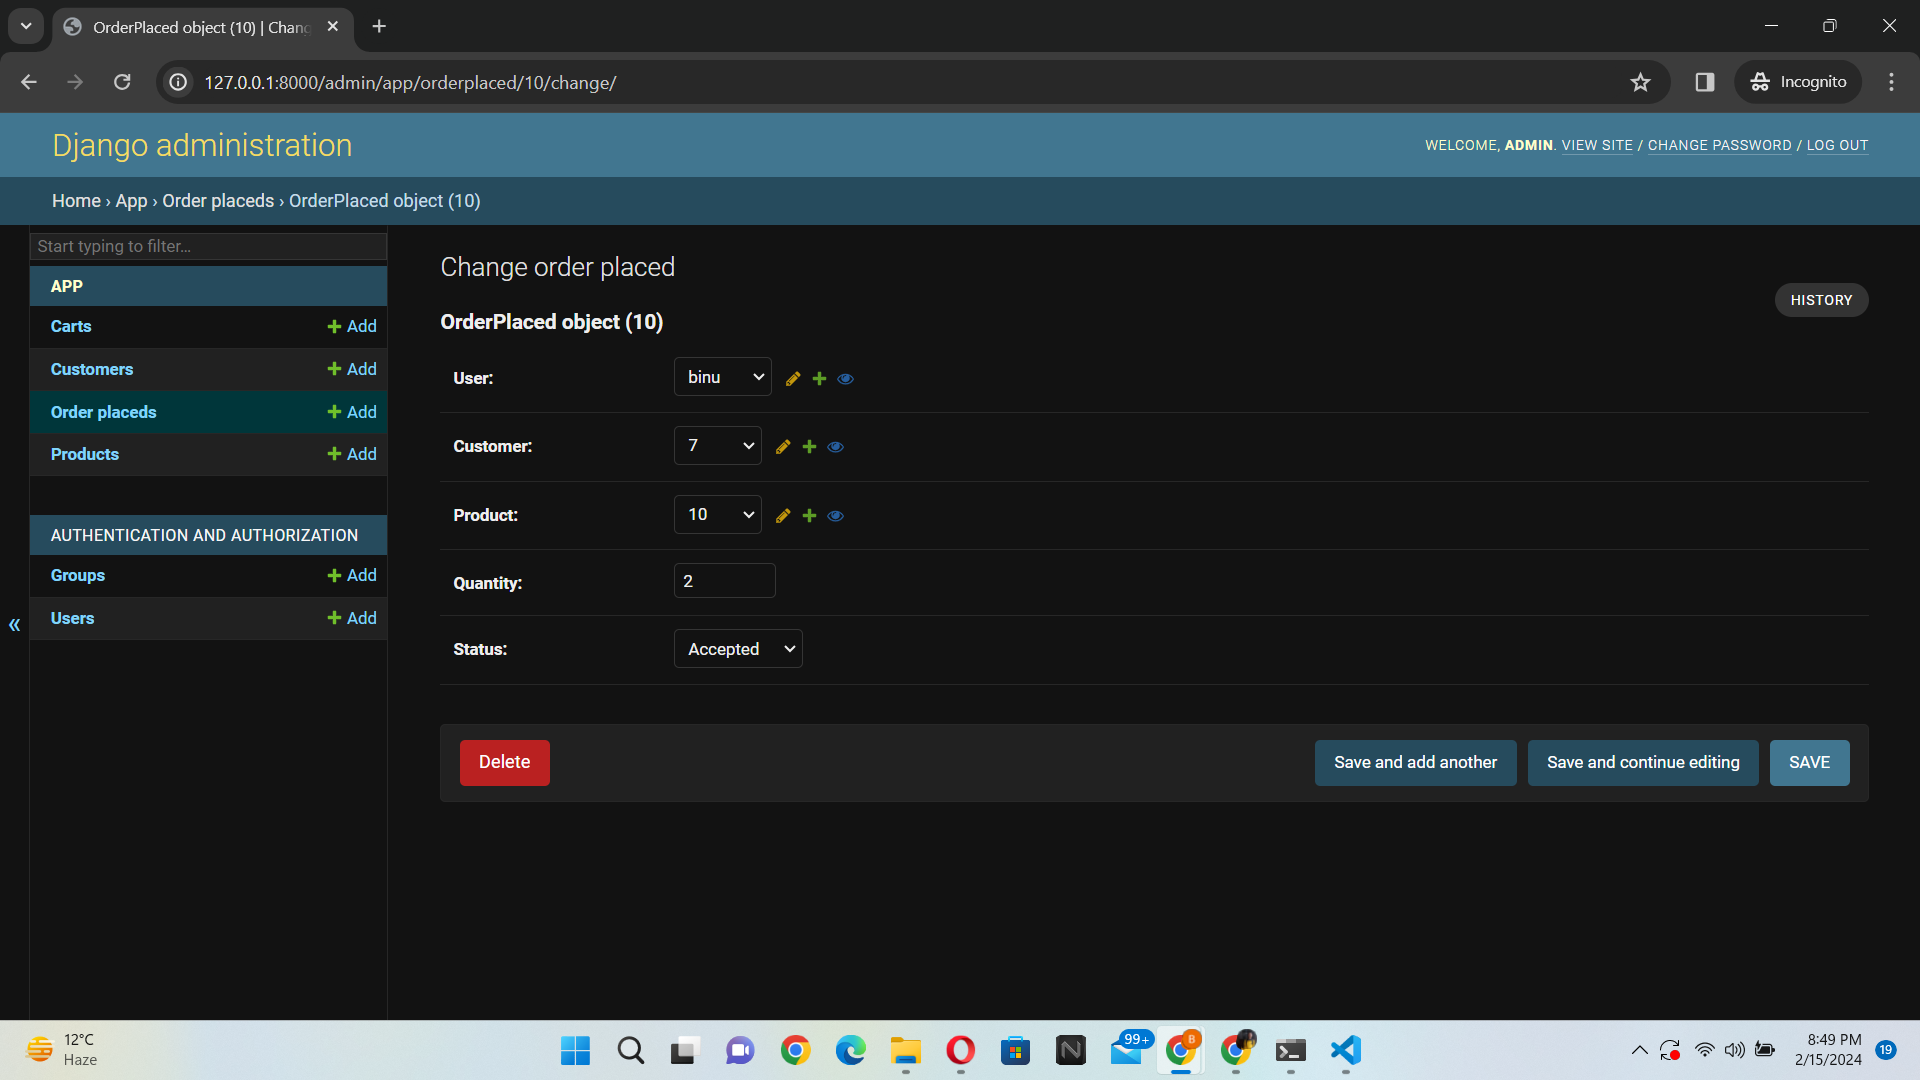 OrderPlaced object (10) | Chang
127.0.0.1:8000/admin/app/orderplaced/10/change/
Incognito
Django administration
WELCOME, ADMIN. VIEW SITE / CHANGE PASSWORD / LOG OUT
Home › App › Order placeds › OrderPlaced object (10)
Start typing to filter...
APP
Carts + Add
Customers + Add
Order placeds + Add
Products + Add
AUTHENTICATION AND AUTHORIZATION
Groups + Add
Users + Add
«
Change order placed
HISTORY
OrderPlaced object (10)
User: binu
Customer: 7
Product: 10
Quantity: 2
Status: Accepted
Delete
Save and add another
Save and continue editing
SAVE
12°C
Haze
99+
B
N
8:49 PM
2/15/2024
19